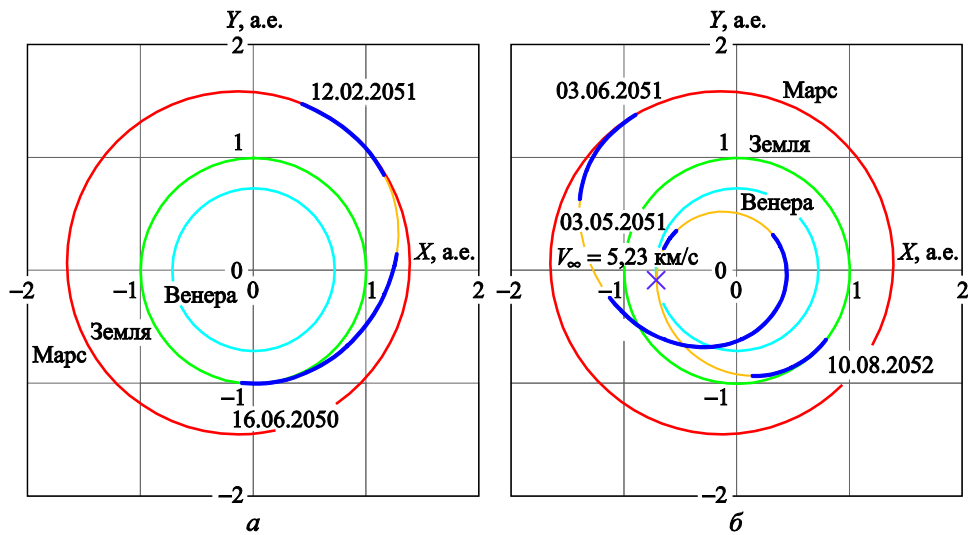 Y, а.е.
2
12.02.2051
1
X, а.е.
−2
−1
0
1
2
Венера
Земля
Марс
−1
16.06.2050
−2
а
Y, а.е.
2
03.06.2051
Марс
1
Земля
Венера
03.05.2051
V∞ = 5,23 км/с
X, а.е.
−2
−1
0
1
2
10.08.2052
−1
−2
б